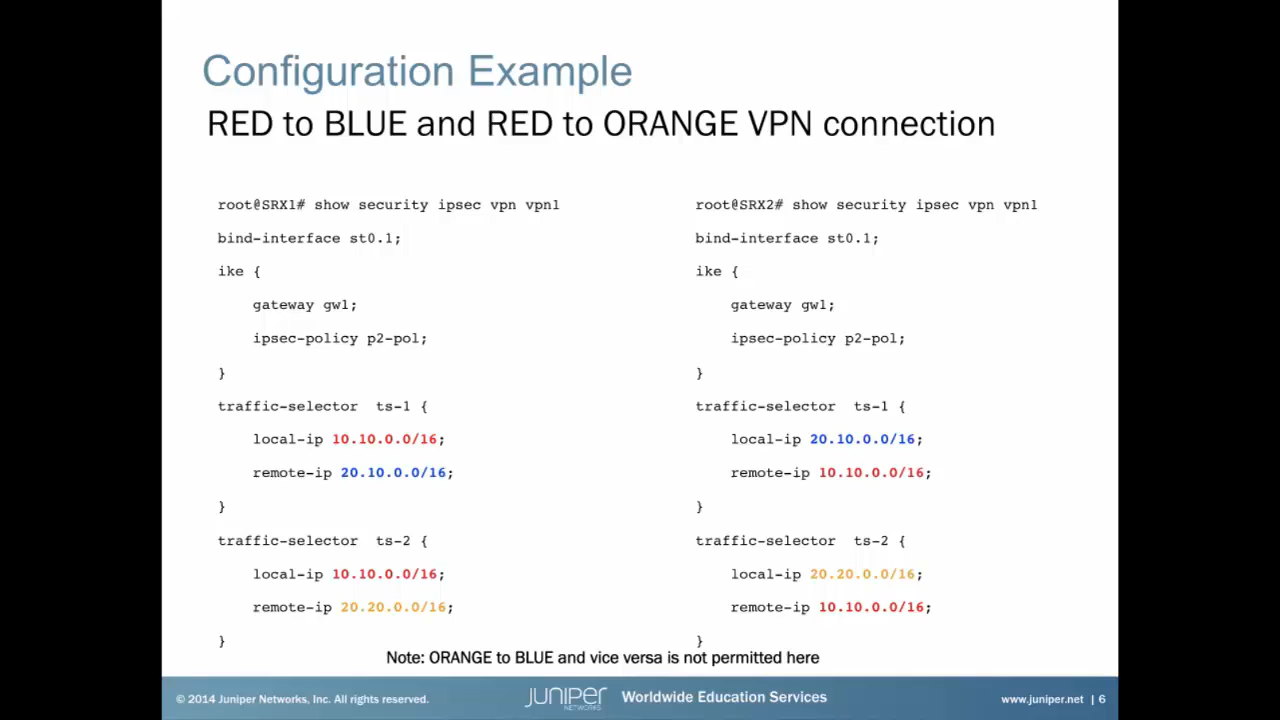 Configuration Example
RED to BLUE and RED to ORANGE VPN connection
root@SRX1# show security ipsec vpn vpn1
bind-interface st0.1;
ike {
gateway gw1;
ipsec-policy p2-pol;
}
traffic-selector  ts-1 {
local-ip 10.10.0.0/16;
remote-ip 20.10.0.0/16;
}
traffic-selector  ts-2 {
local-ip 10.10.0.0/16;
remote-ip 20.20.0.0/16;
}
root@SRX2# show security ipsec vpn vpn1
bind-interface st0.1;
ike {
gateway gw1;
ipsec-policy p2-pol;
}
traffic-selector  ts-1 {
local-ip 20.10.0.0/16;
remote-ip 10.10.0.0/16;
}
traffic-selector  ts-2 {
local-ip 20.20.0.0/16;
remote-ip 10.10.0.0/16;
}
Note: ORANGE to BLUE and vice versa is not permitted here
© 2014 Juniper Networks, Inc. All rights reserved.
JUNIPER
NETWORKS
Worldwide Education Services
www.juniper.net | 6